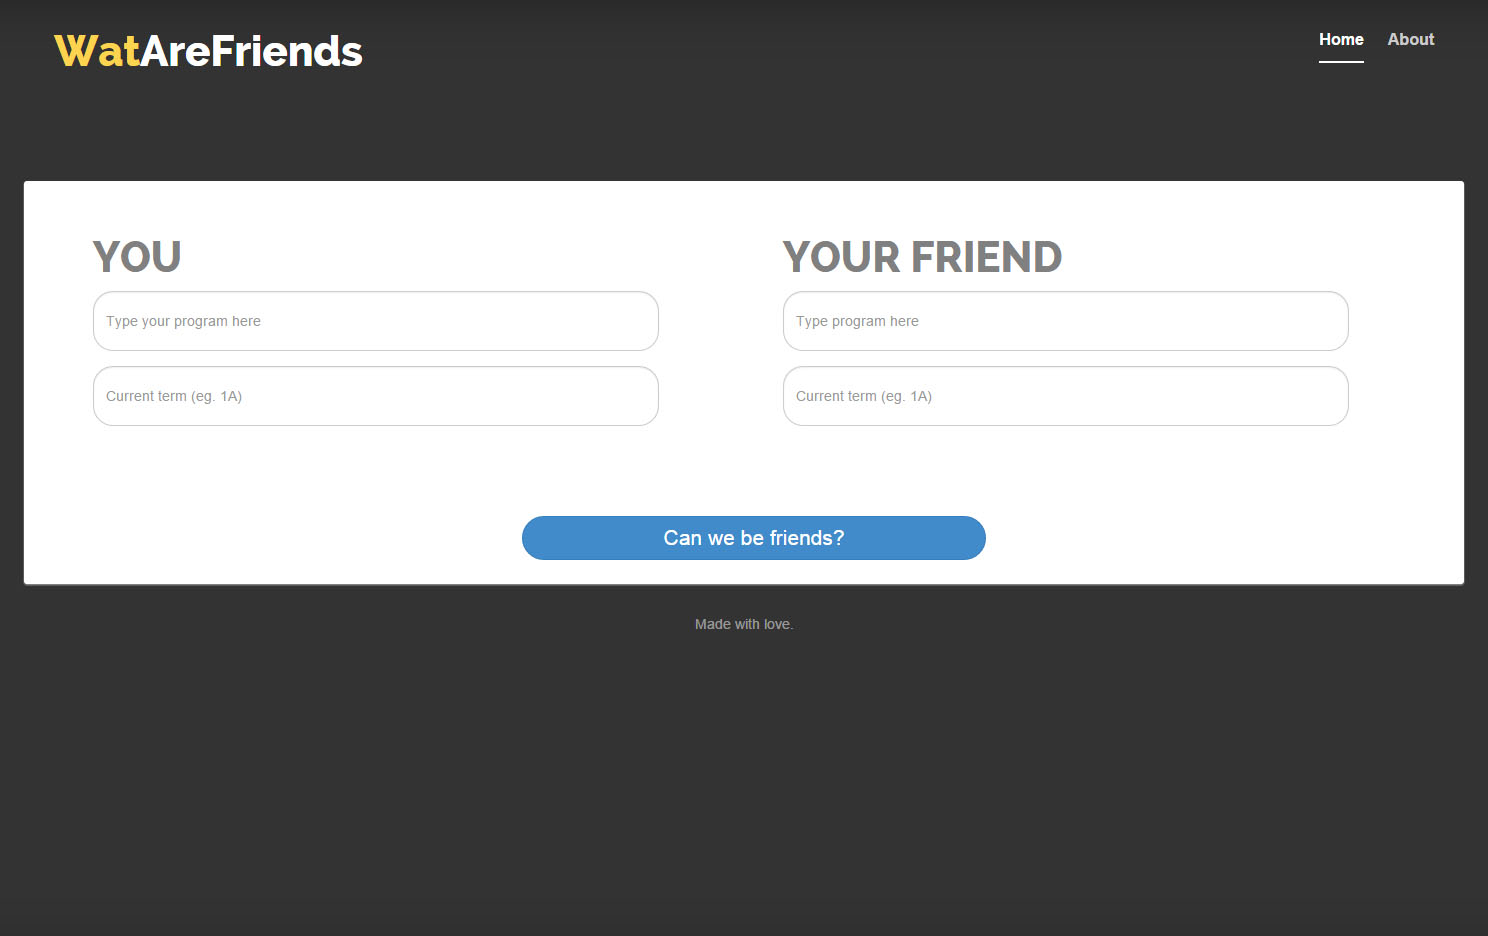 WatAreFriends
Home About
YOU
Type your program here
Current term (eg. 1A)
YOUR FRIEND
Type program here
Current term (eg. 1A)
Can we be friends?
Made with love.